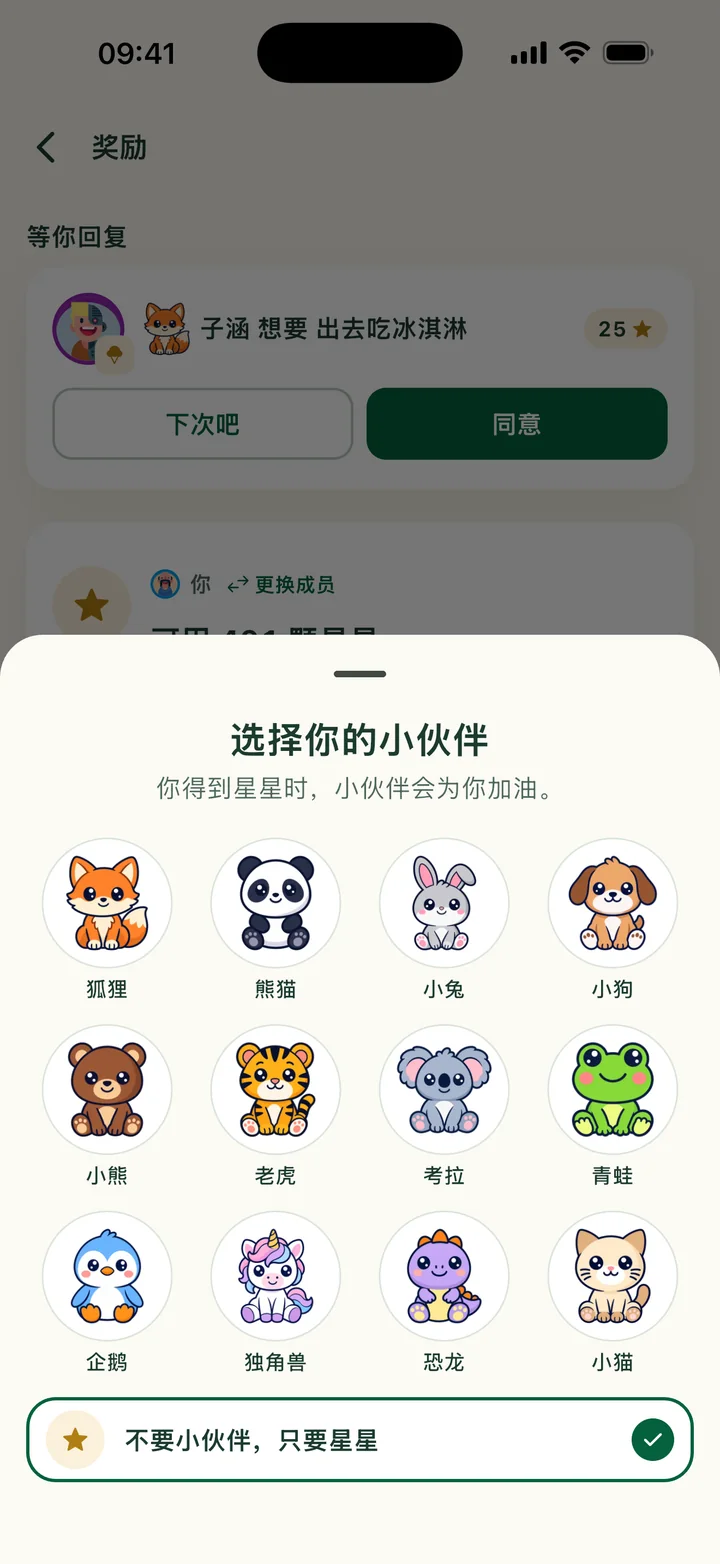 09:41
奖励
等你回复
子涵 想要 出去吃冰淇淋
25
下次吧
同意
你
更换成员
选择你的小伙伴
你得到星星时，小伙伴会为你加油。
狐狸
熊猫
小兔
小狗
小熊
老虎
考拉
青蛙
企鹅
独角兽
恐龙
小猫
不要小伙伴，只要星星